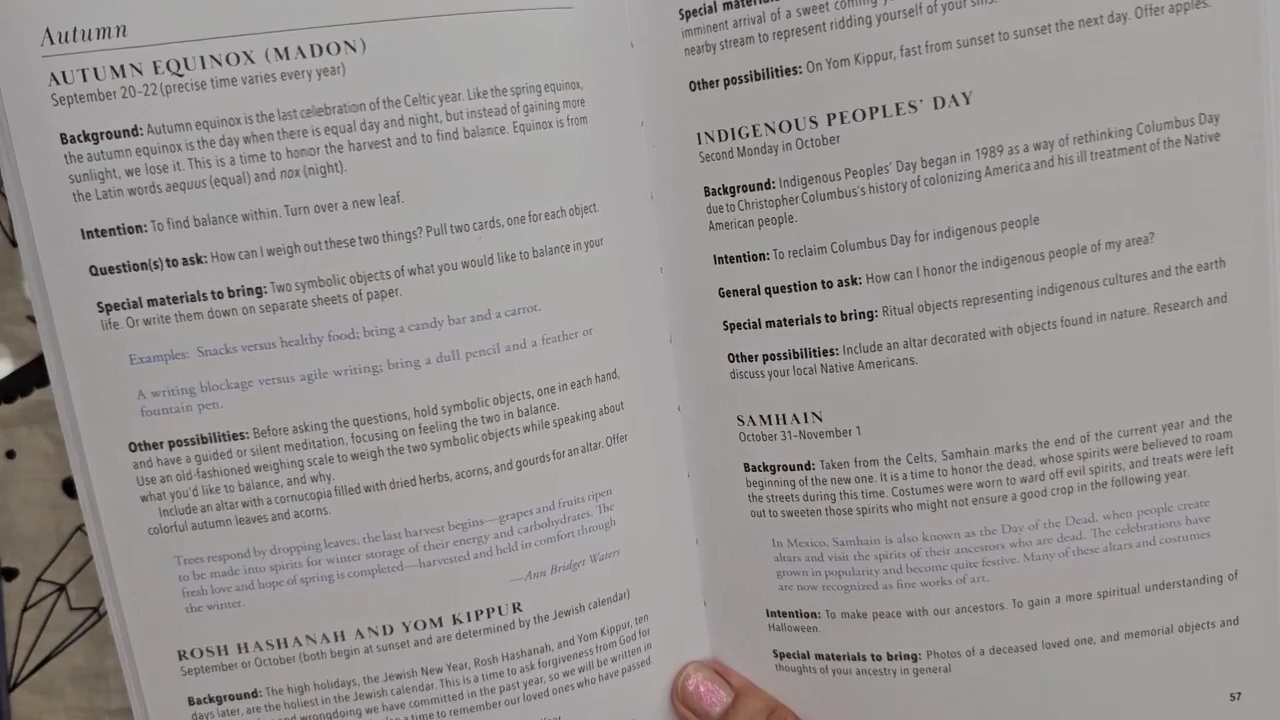 Autumn
AUTUMN EQUINOX (MADON)
September 20–22 (precise time varies every year)
Background: Autumn equinox is the last celebration of the Celtic year. Like the spring equinox,
the autumn equinox is the day when there is equal day and night, but instead of gaining more
sunlight, we lose it. This is a time to honor the harvest and to find balance. Equinox is from
the Latin words aequus (equal) and nox (night).
Intention: To find balance within. Turn over a new leaf.
Question(s) to ask: How can I weigh out these two things? Pull two cards, one for each object.
Special materials to bring: Two symbolic objects of what you would like to balance in your
life. Or write them down on separate sheets of paper.
Examples: Snacks versus healthy food; bring a candy bar and a carrot.
A writing blockage versus agile writing; bring a dull pencil and a feather or
fountain pen.
Other possibilities: Before asking the questions, hold symbolic objects, one in each hand,
and have a guided or silent meditation, focusing on feeling the two in balance.
Use an old-fashioned weighing scale to weigh the two symbolic objects while speaking about
what you'd like to balance, and why.
Include an altar with a cornucopia filled with dried herbs, acorns, and gourds for an altar. Offer
colorful autumn leaves and acorns.
Trees respond by dropping leaves, the last harvest begins—grapes and fruits ripen
to be made into spirits for winter storage of their energy and carbohydrates. The
fresh love and hope of spring is completed—harvested and held in comfort through
the winter.
—Ann Bridget Waters
ROSH HASHANAH AND YOM KIPPUR
September or October (both begin at sunset and are determined by the Jewish calendar)
Background: The high holidays, the Jewish New Year, Rosh Hashanah, and Yom Kippur, ten
days later, are the holiest in the Jewish calendar. This is a time to ask forgiveness from God for
wrongdoing we have committed in the past year, so we will be written in
a time to remember our loved ones who have passed.
Special
imminent arrival of a sweet
nearby stream to represent ridding yourself of your
Other possibilities: On Yom Kippur, fast from sunset to sunset the next day. Offer apples.
INDIGENOUS PEOPLES' DAY
Second Monday in October
Background: Indigenous Peoples' Day began in 1989 as a way of rethinking Columbus Day
due to Christopher Columbus's history of colonizing America and his ill treatment of the Native
American people.
Intention: To reclaim Columbus Day for indigenous people
General question to ask: How can I honor the indigenous people of my area?
Special materials to bring: Ritual objects representing indigenous cultures and the earth
Other possibilities: Include an altar decorated with objects found in nature. Research and
discuss your local Native Americans.
SAMHAIN
October 31–November 1
Background: Taken from the Celts, Samhain marks the end of the current year and the
beginning of the new one. It is a time to honor the dead, whose spirits were believed to roam
the streets during this time. Costumes were worn to ward off evil spirits, and treats were left
out to sweeten those spirits who might not ensure a good crop in the following year.
In Mexico, Samhain is also known as the Day of the Dead, when people create
altars and visit the spirits of their ancestors who are dead. The celebrations have
grown in popularity and become quite festive. Many of these altars and costumes
are now recognized as fine works of art.
Intention: To make peace with our ancestors. To gain a more spiritual understanding of
Halloween.
Special materials to bring: Photos of a deceased loved one, and memorial objects and
thoughts of your ancestry in general
57